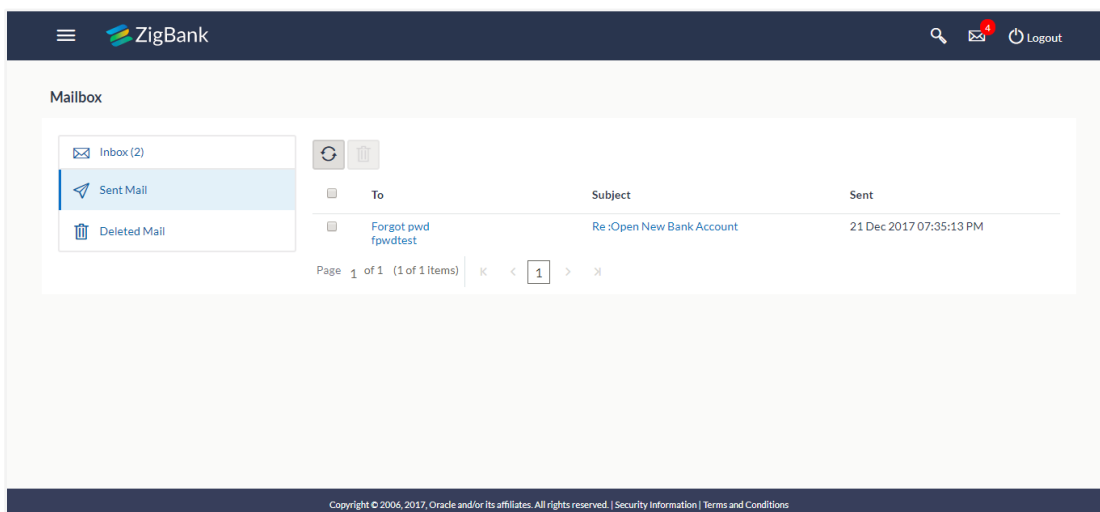 ZigBank
4
Logout
Mailbox
Inbox (2)
Sent Mail
Deleted Mail
To Subject Sent
Forgot pwd Re :Open New Bank Account 21 Dec 2017 07:35:13 PM
fpwdtest
Page 1 of 1 (1 of 1 items) K < 1 > X
Copyright © 2006, 2017, Oracle and/or its affiliates. All rights reserved. | Security Information | Terms and Conditions